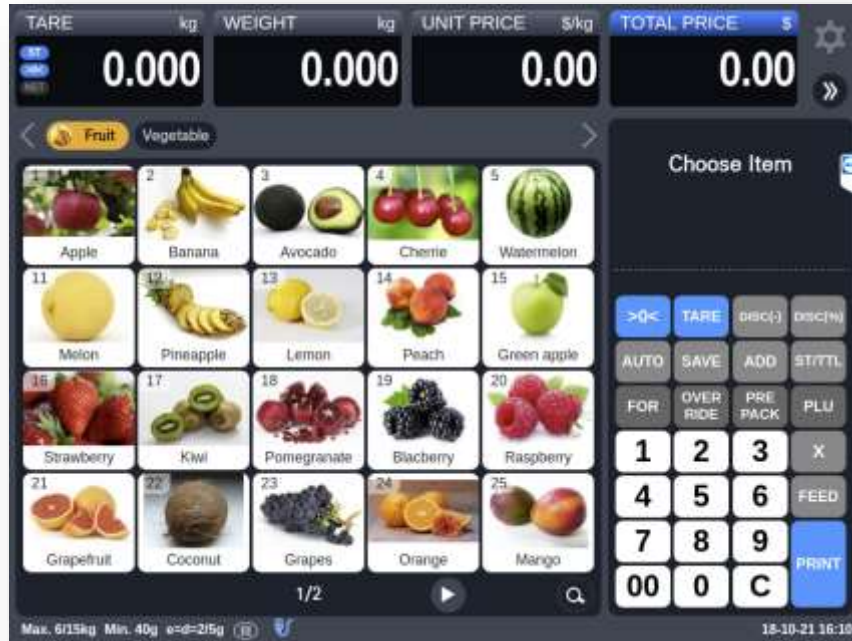 TARE kg WEIGHT kg UNIT PRICE $/kg TOTAL PRICE $
ST
>0<
NET
0.000 0.000 0.00 0.00
Fruit Vegetable
Choose Item
1 2 3 4 5
Apple Banana Avocado Cherrie Watermelon
11 12 13 14 15
Melon Pineapple Lemon Peach Green apple
16 17 18 19 20
Strawberry Kiwi Pomegranate Blacberry Raspberry
21 22 23 24 25
Grapefruit Coconut Grapes Orange Mango
1/2
>0< TARE DISC(-) DISC(%)
AUTO SAVE ADD ST/TTL
FOR OVER RIDE PRE PACK PLU
1 2 3 X
4 5 6 FEED
7 8 9 PRINT
00 0 C
Max. 6/15kg Min. 40g e=d=2/5g
18-10-21 16:10